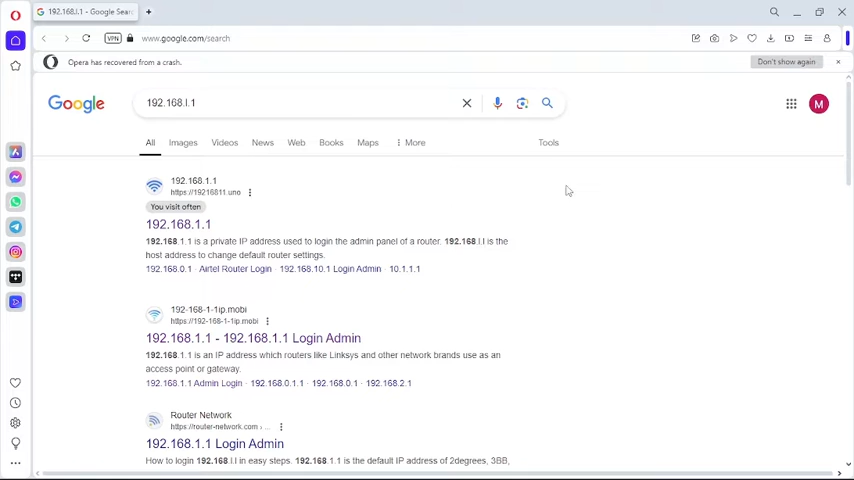 192.168.l.1 - Google Sear
VPN
www.google.com/search
Opera has recovered from a crash.
Don't show again
Google
192.168.l.1
M
All
Images
Videos
News
Web
Books
Maps
More
Tools
192.168.1.1
https://19216811.uno
You visit often
192.168.1.1
192.168.1.1 is a private IP address used to login the admin panel of a router. 192.168.l.l is the
host address to change default router settings.
192.168.0.1 · Airtel Router Login · 192.168.10.1 Login Admin · 10.1.1.1
192-168-1-1ip.mobi
https://192-168-1-1ip.mobi
192.168.1.1 - 192.168.1.1 Login Admin
192.168.1.1 is an IP address which routers like Linksys and other network brands use as an
access point or gateway.
192.168.1.1 Admin Login · 192.168.0.1.1 · 192.168.0.1 · 192.168.2.1
Router Network
https://router-network.com › ...
192.168.1.1 Login Admin
How to login 192.168.l.l in easy steps. 192.168.1.1 is the default IP address of 2degrees, 3BB,